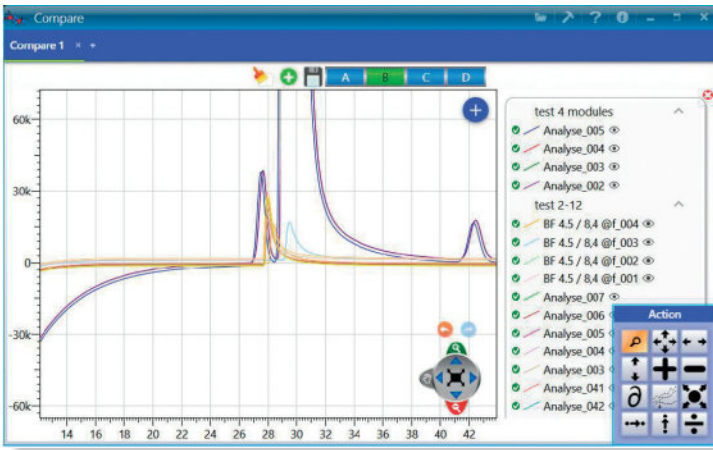 Compare
?
Compare 1 × +
A B C D
60k
30k
0
-30k
-60k
14 16 18 20 22 24 26 28 30 32 34 36 38 40 42
+
test 4 modules
Analyse_005
Analyse_004
Analyse_003
Analyse_002
test 2-12
BF 4.5 / 8,4 @f_004
BF 4.5 / 8,4 @f_003
BF 4.5 / 8,4 @f_002
BF 4.5 / 8,4 @f_001
Analyse_007
Analyse_006
Analyse_005
Analyse_004
Analyse_003
Analyse_041
Analyse_042
Action
∂